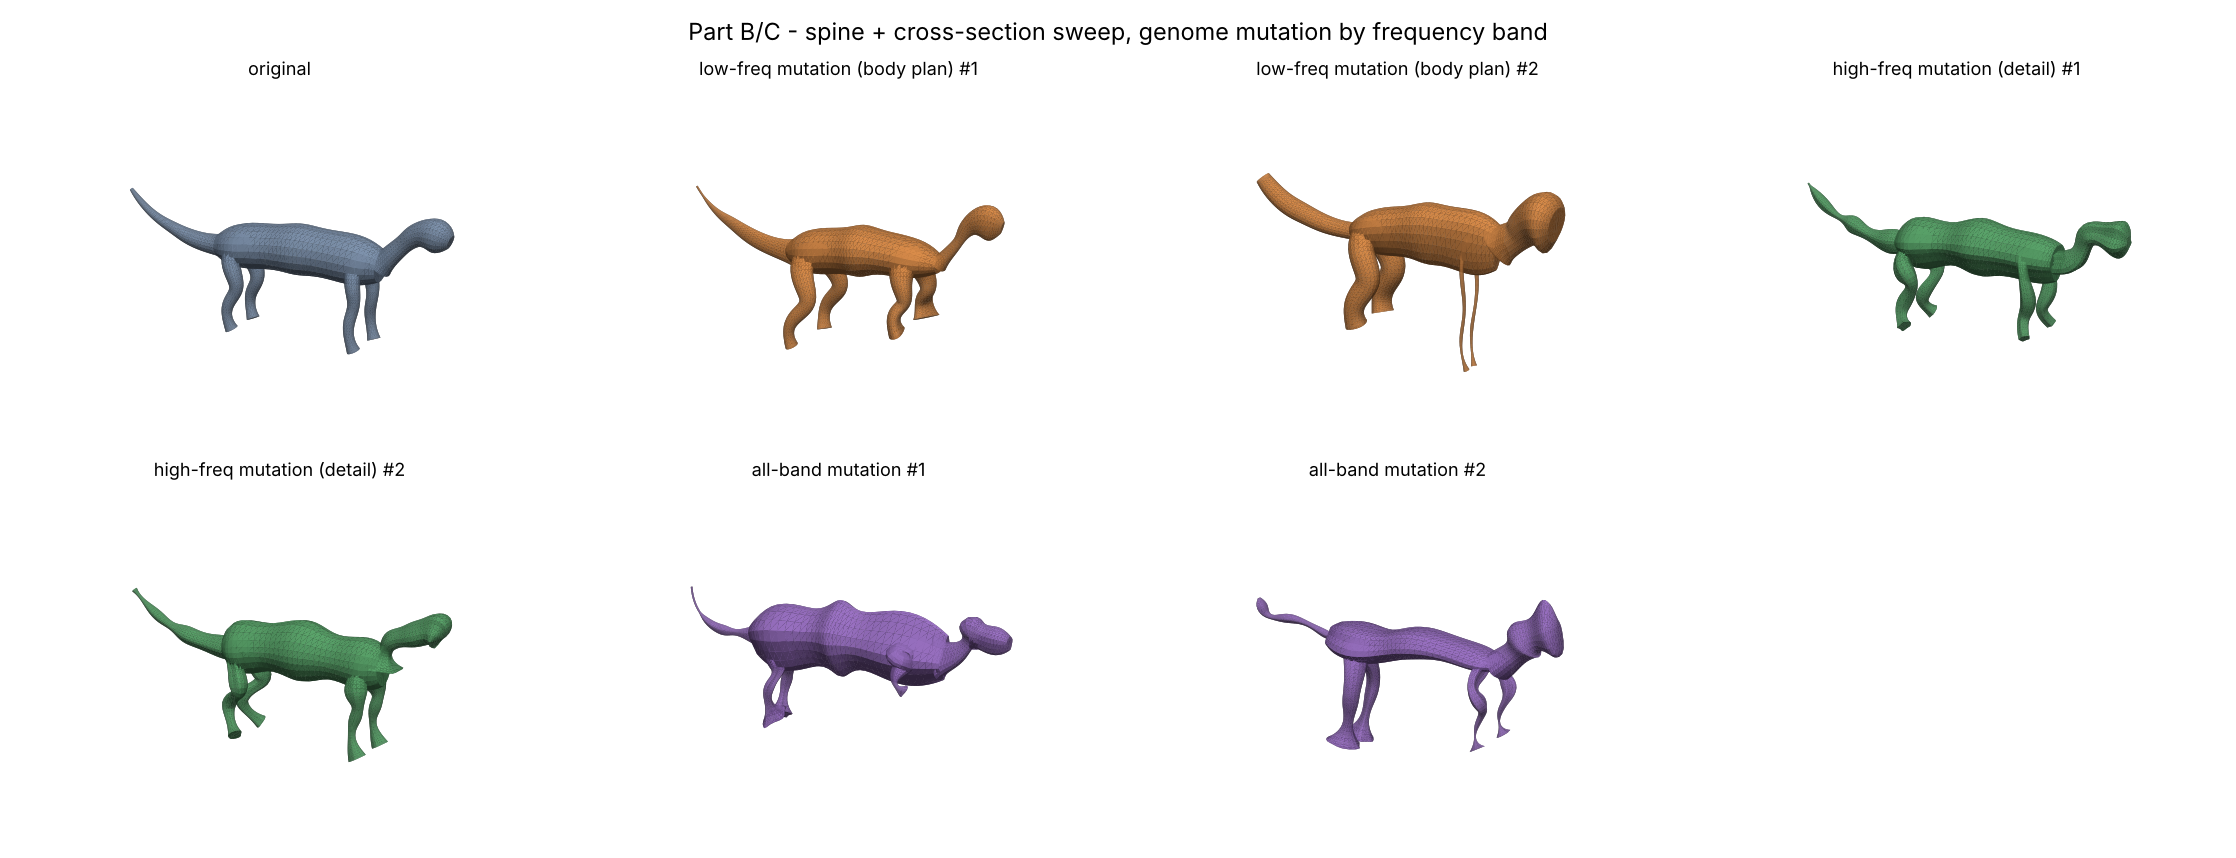 Part B/C - spine + cross-section sweep, genome mutation by frequency band
original
low-freq mutation (body plan) #1
low-freq mutation (body plan) #2
high-freq mutation (detail) #1
high-freq mutation (detail) #2
all-band mutation #1
all-band mutation #2